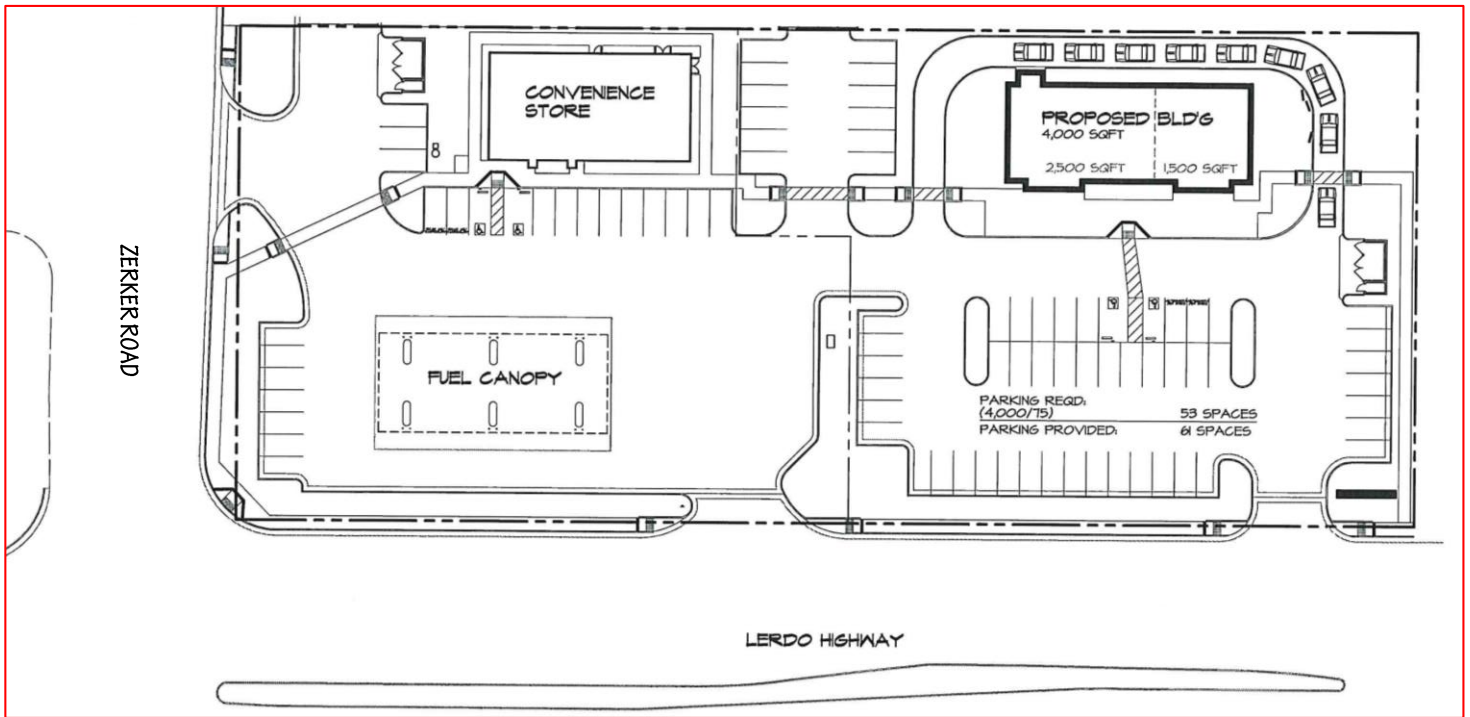 CONVENIENCE
STORE
PROPOSED BLD'G
4,000 SQFT
2,500 SQFT
1,500 SQFT
8
ZERKER ROAD
FUEL CANOPY
PARKING REQD:
(4,000/75) 53 SPACES
PARKING PROVIDED: 61 SPACES
LERDO HIGHWAY